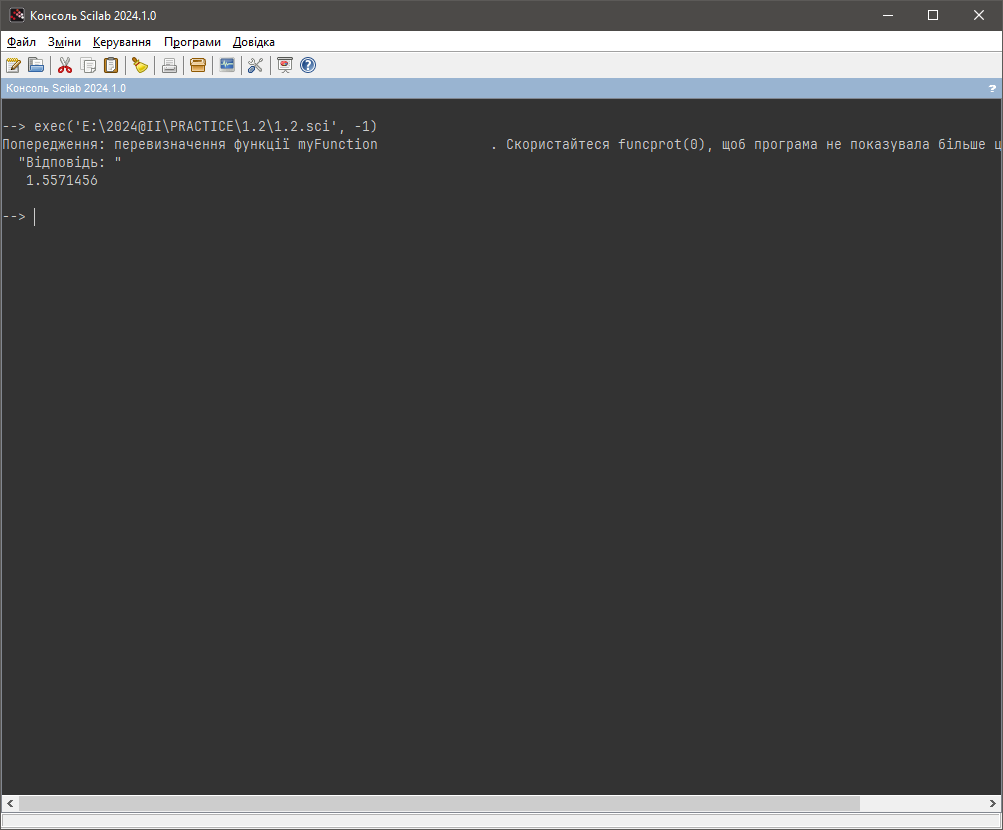 Консоль Scilab 2024.1.0
Файл Зміни Керування Програми Довідка
Консоль Scilab 2024.1.0 ?
--> exec('E:\2024@II\PRACTICE\1.2\1.2.sci', -1)
Попередження: перевизначення функції myFunction . Скористайтеся funcprot(0), щоб програма не показувала більше
"Відповідь: "
1.5571456
-->